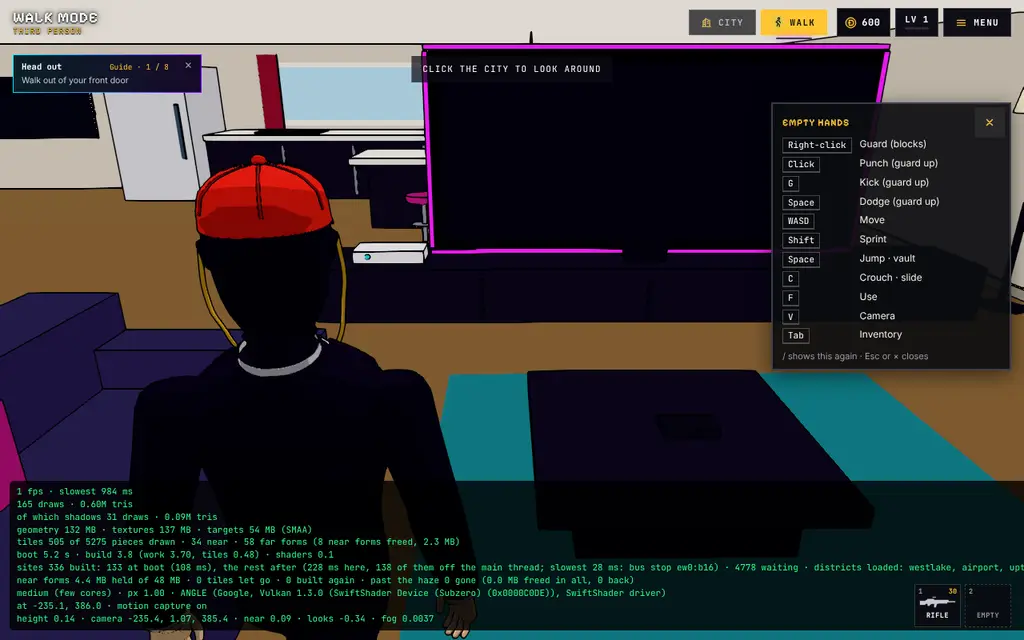 WALK MODE
THIRD PERSON
CITY
WALK
600
LV 1
MENU
Head out
Guide · 1 / 8
Walk out of your front door
CLICK THE CITY TO LOOK AROUND
EMPTY HANDS
Right-click Guard (blocks)
Click Punch (guard up)
G Kick (guard up)
Space Dodge (guard up)
WASD Move
Shift Sprint
Space Jump · vault
C Crouch · slide
F Use
V Camera
Tab Inventory
/ shows this again · Esc or × closes
1 fps · slowest 984 ms
165 draws · 0.60M tris
of which shadows 31 draws · 0.09M tris
geometry 132 MB · textures 137 MB · targets 54 MB (SMAA)
tiles 505 of 5275 pieces drawn · 34 near · 58 far forms (8 near forms freed, 2.3 MB)
boot 5.2 s · build 3.8 (work 3.70, tiles 0.48) · shaders 0.1
sites 336 built: 133 at boot (108 ms), the rest after (228 ms here, 138 of them off the main thread; slowest 28 ms: bus stop ew0:b16) · 4778 waiting · districts loaded: westlake, airport, upt
near forms 4.4 MB held of 48 MB · 0 tiles let go · 0 built again · past the haze 0 gone (0.0 MB freed in all, 0 back)
medium (few cores) · px 1.00 · ANGLE (Google, Vulkan 1.3.0 (SwiftShader Device (Subzero) (0x0000C0DE)), SwiftShader driver)
at -235.1, 386.0 · motion capture on
height 0.14 · camera -235.4, 1.07, 385.4 · near 0.09 · looks -0.34 · fog 0.0037
1 30
RIFLE
2
EMPTY